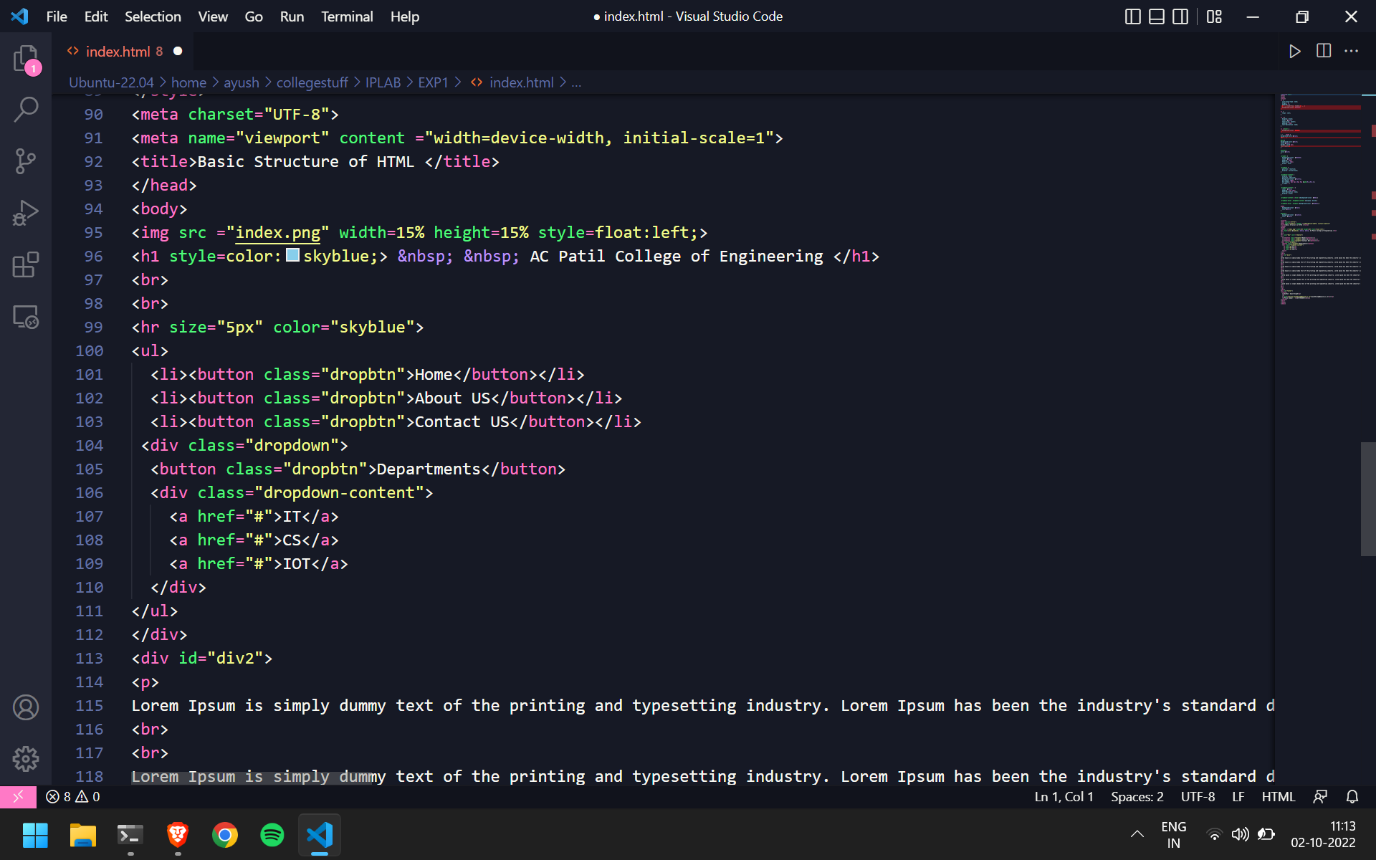 File Edit Selection View Go Run Terminal Help ● index.html - Visual Studio Code
index.html 8 ●
Ubuntu-22.04 > home > ayush > collegestuff > IPLAB > EXP1 > index.html > ...
90 <meta charset="UTF-8">
91 <meta name="viewport" content ="width=device-width, initial-scale=1">
92 <title>Basic Structure of HTML </title>
93 </head>
94 <body>
95 <img src ="index.png" width=15% height=15% style=float:left;>
96 <h1 style=color:skyblue;> &nbsp; &nbsp; AC Patil College of Engineering </h1>
97 <br>
98 <br>
99 <hr size="5px" color="skyblue">
100 <ul>
101 <li><button class="dropbtn">Home</button></li>
102 <li><button class="dropbtn">About US</button></li>
103 <li><button class="dropbtn">Contact US</button></li>
104 <div class="dropdown">
105 <button class="dropbtn">Departments</button>
106 <div class="dropdown-content">
107 <a href="#">IT</a>
108 <a href="#">CS</a>
109 <a href="#">IOT</a>
110 </div>
111 </ul>
112 </div>
113 <div id="div2">
114 <p>
115 Lorem Ipsum is simply dummy text of the printing and typesetting industry. Lorem Ipsum has been the industry's standard d
116 <br>
117 <br>
118 Lorem Ipsum is simply dummy text of the printing and typesetting industry. Lorem Ipsum has been the industry's standard d
1
8 0 Ln 1, Col 1 Spaces: 2 UTF-8 LF HTML
ENG
IN
11:13
02-10-2022